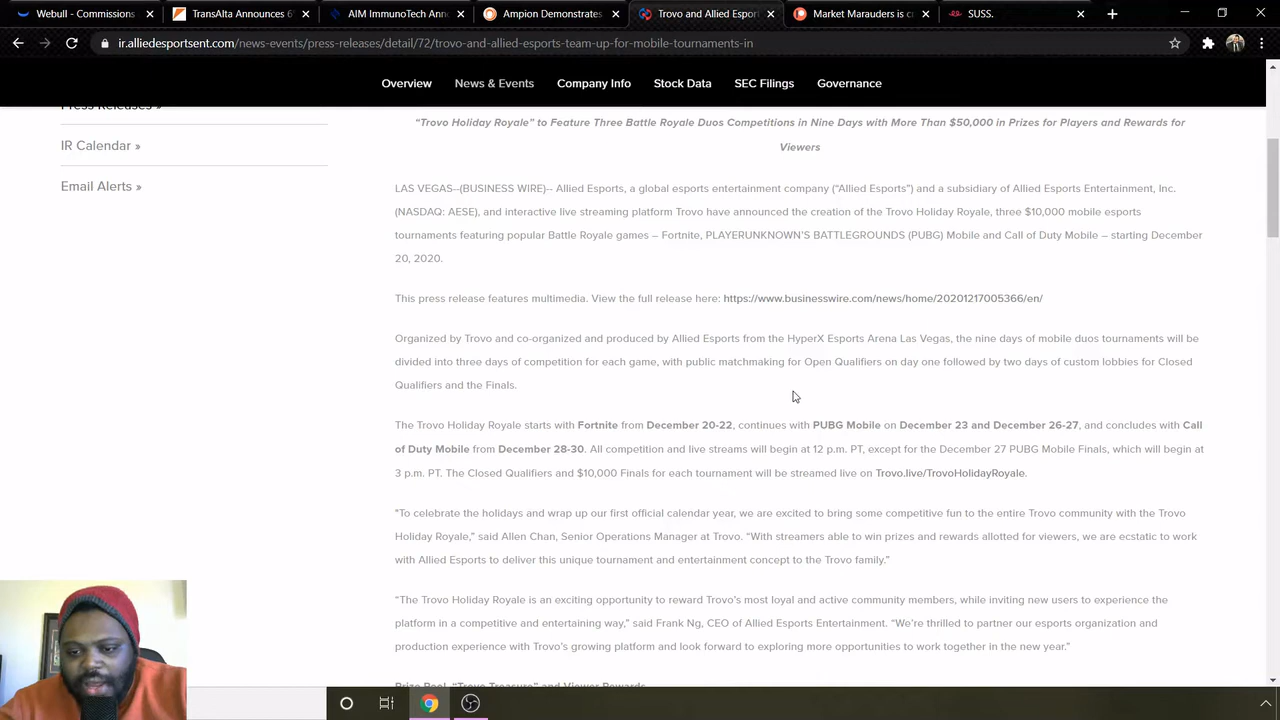 Webull - Commissions
TransAlta Announces 6
AIM ImmunoTech Ann
Ampion Demonstrates
Trovo and Allied Espor
Market Marauders is c
SUSS.
ir.alliedesportsent.com/news-events/press-releases/detail/72/trovo-and-allied-esports-team-up-for-mobile-tournaments-in
Overview News & Events Company Info Stock Data SEC Filings Governance
Press Releases »
IR Calendar »
Email Alerts »
“Trovo Holiday Royale” to Feature Three Battle Royale Duos Competitions in Nine Days with More Than $50,000 in Prizes for Players and Rewards for
Viewers
LAS VEGAS--(BUSINESS WIRE)-- Allied Esports, a global esports entertainment company (“Allied Esports”) and a subsidiary of Allied Esports Entertainment, Inc.
(NASDAQ: AESE), and interactive live streaming platform Trovo have announced the creation of the Trovo Holiday Royale, three $10,000 mobile esports
tournaments featuring popular Battle Royale games – Fortnite, PLAYERUNKNOWN’S BATTLEGROUNDS (PUBG) Mobile and Call of Duty Mobile – starting December
20, 2020.
This press release features multimedia. View the full release here: https://www.businesswire.com/news/home/20201217005366/en/
Organized by Trovo and co-organized and produced by Allied Esports from the HyperX Esports Arena Las Vegas, the nine days of mobile duos tournaments will be
divided into three days of competition for each game, with public matchmaking for Open Qualifiers on day one followed by two days of custom lobbies for Closed
Qualifiers and the Finals.
The Trovo Holiday Royale starts with Fortnite from December 20-22, continues with PUBG Mobile on December 23 and December 26-27, and concludes with Call
of Duty Mobile from December 28-30. All competition and live streams will begin at 12 p.m. PT, except for the December 27 PUBG Mobile Finals, which will begin at
3 p.m. PT. The Closed Qualifiers and $10,000 Finals for each tournament will be streamed live on Trovo.live/TrovoHolidayRoyale.
“To celebrate the holidays and wrap up our first official calendar year, we are excited to bring some competitive fun to the entire Trovo community with the Trovo
Holiday Royale,” said Allen Chan, Senior Operations Manager at Trovo. “With streamers able to win prizes and rewards allotted for viewers, we are ecstatic to work
with Allied Esports to deliver this unique tournament and entertainment concept to the Trovo family.”
“The Trovo Holiday Royale is an exciting opportunity to reward Trovo’s most loyal and active community members, while inviting new users to experience the
platform in a competitive and entertaining way,” said Frank Ng, CEO of Allied Esports Entertainment. “We’re thrilled to partner our esports organization and
production experience with Trovo’s growing platform and look forward to exploring more opportunities to work together in the new year.”
Prize Pool, “Trovo Treasure” and Viewer Rewards